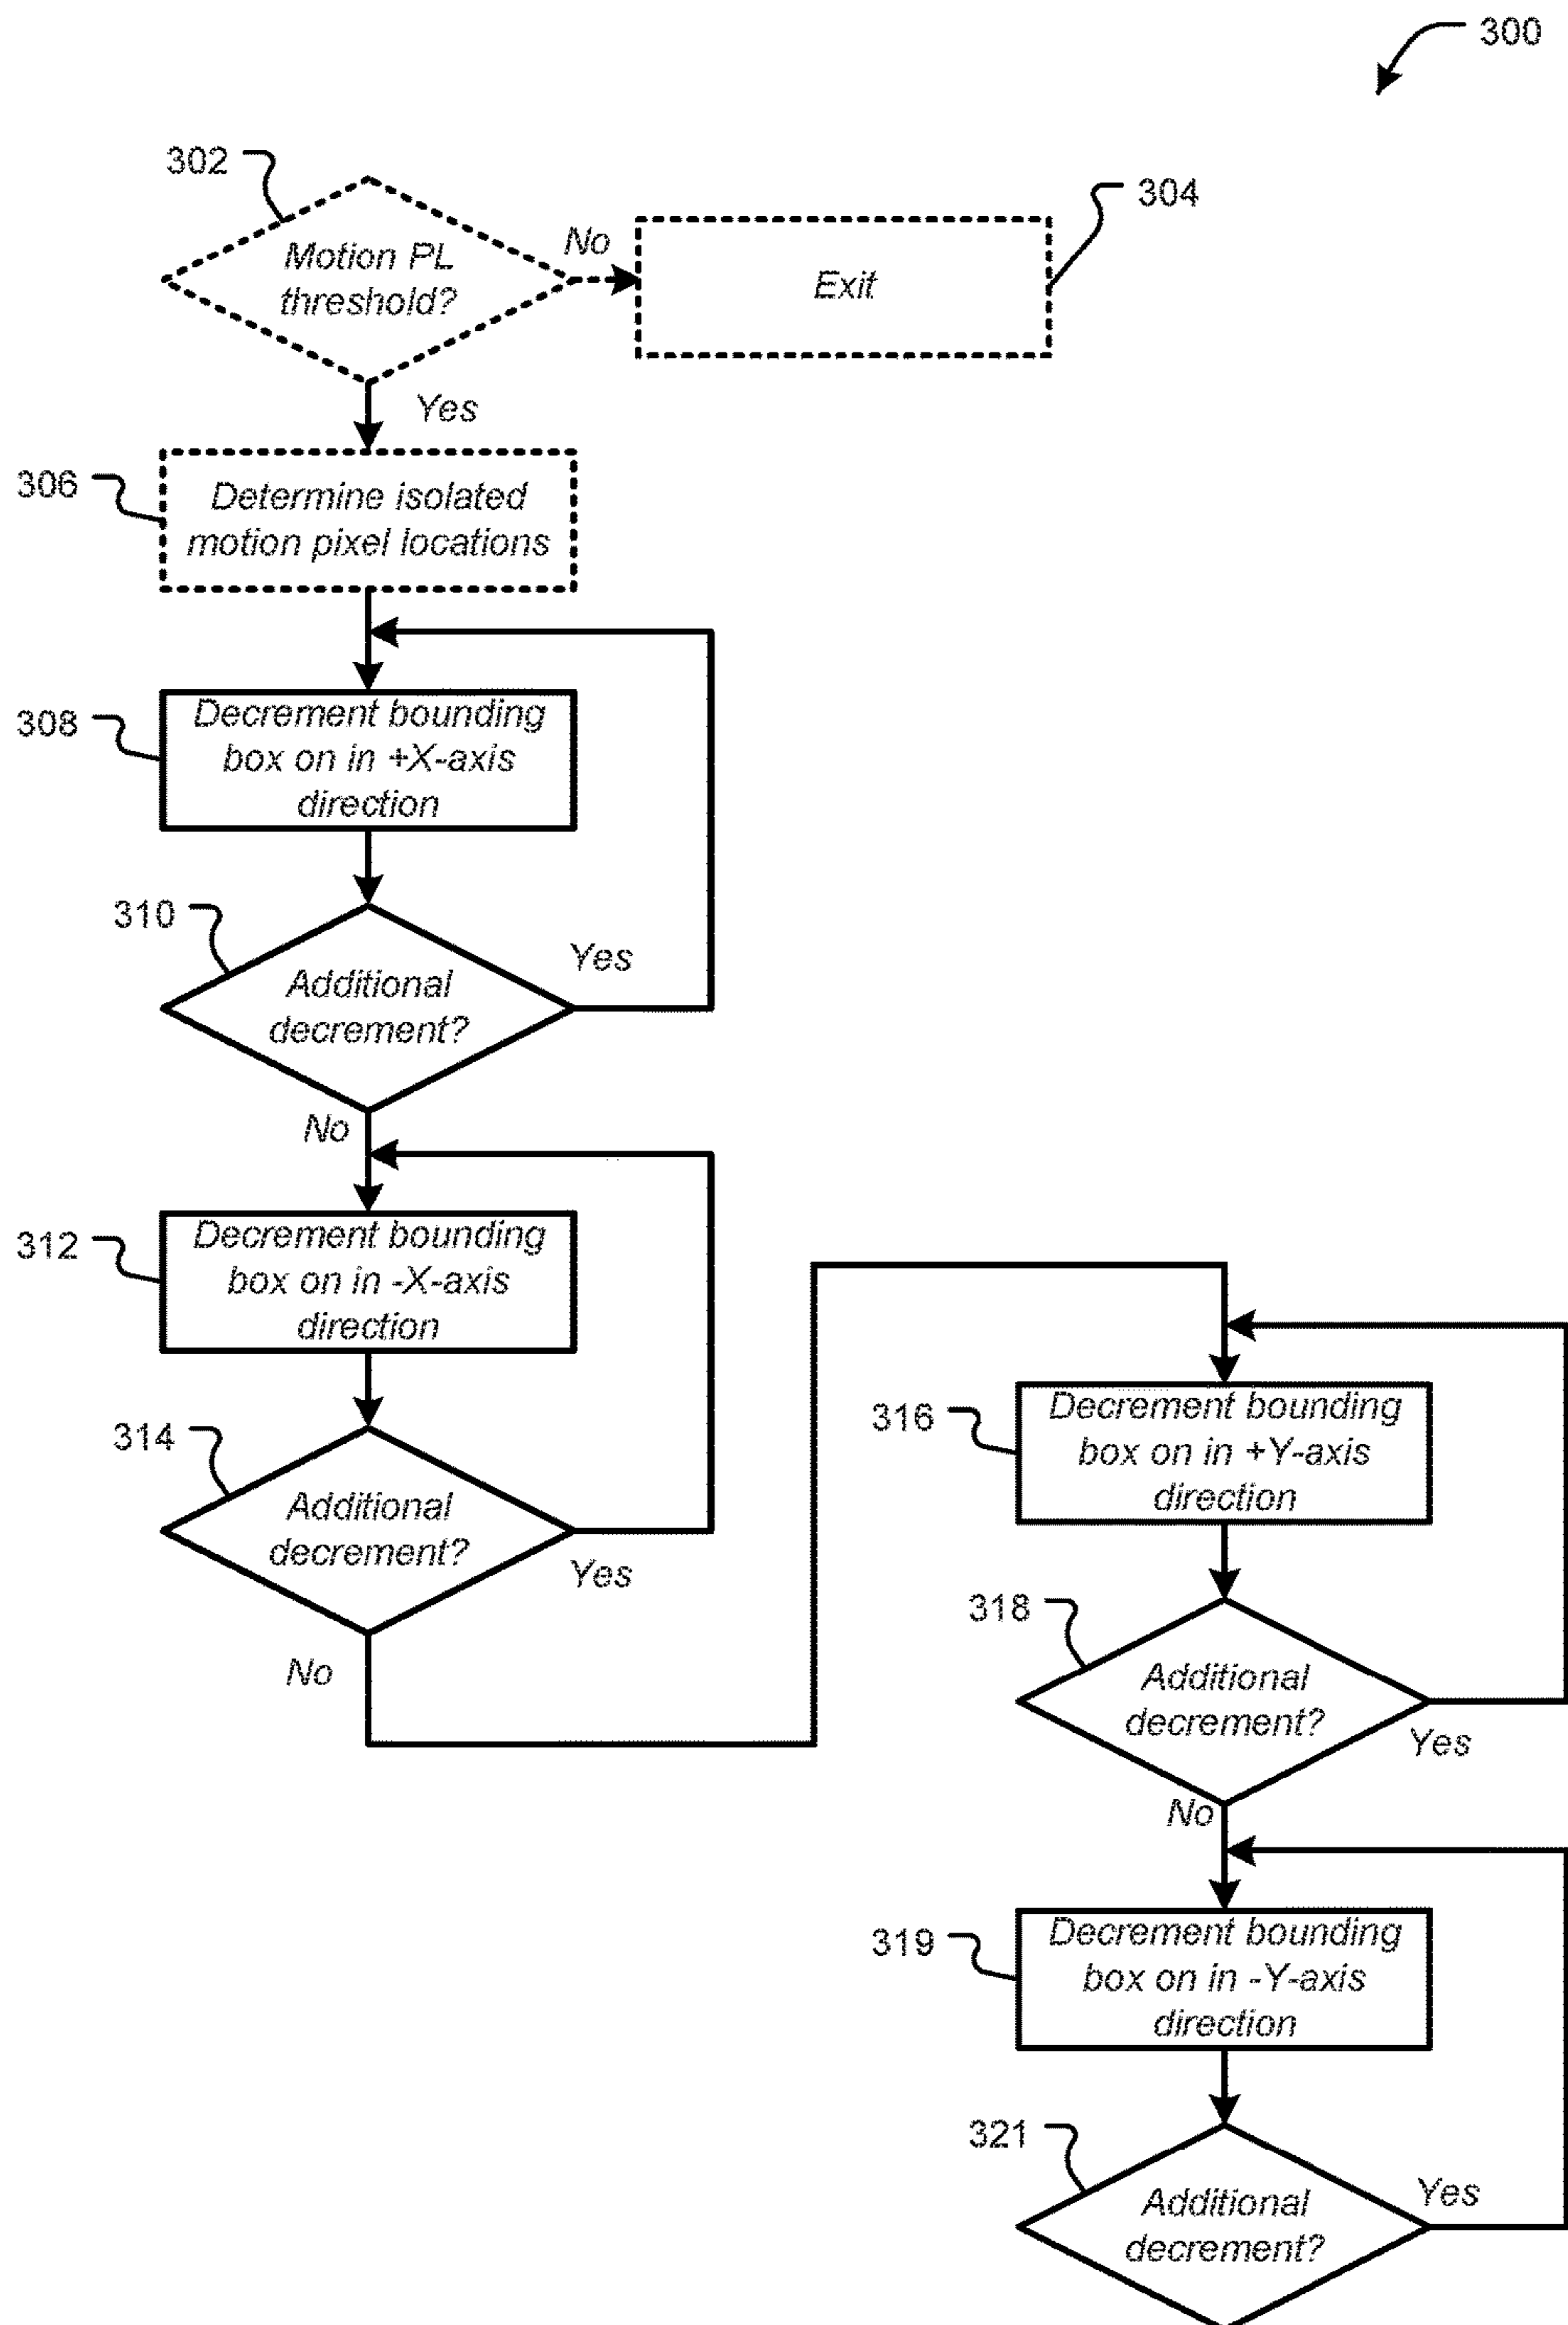 300
302
Motion PL
threshold?
No
304
Exit
Yes
306
Determine isolated
motion pixel locations
308
Decrement bounding
box on in +X-axis
direction
310
Additional
decrement?
Yes
No
312
Decrement bounding
box on in -X-axis
direction
314
Additional
decrement?
Yes
No
316
Decrement bounding
box on in +Y-axis
direction
318
Additional
decrement?
Yes
No
319
Decrement bounding
box on in -Y-axis
direction
321
Additional
decrement?
Yes